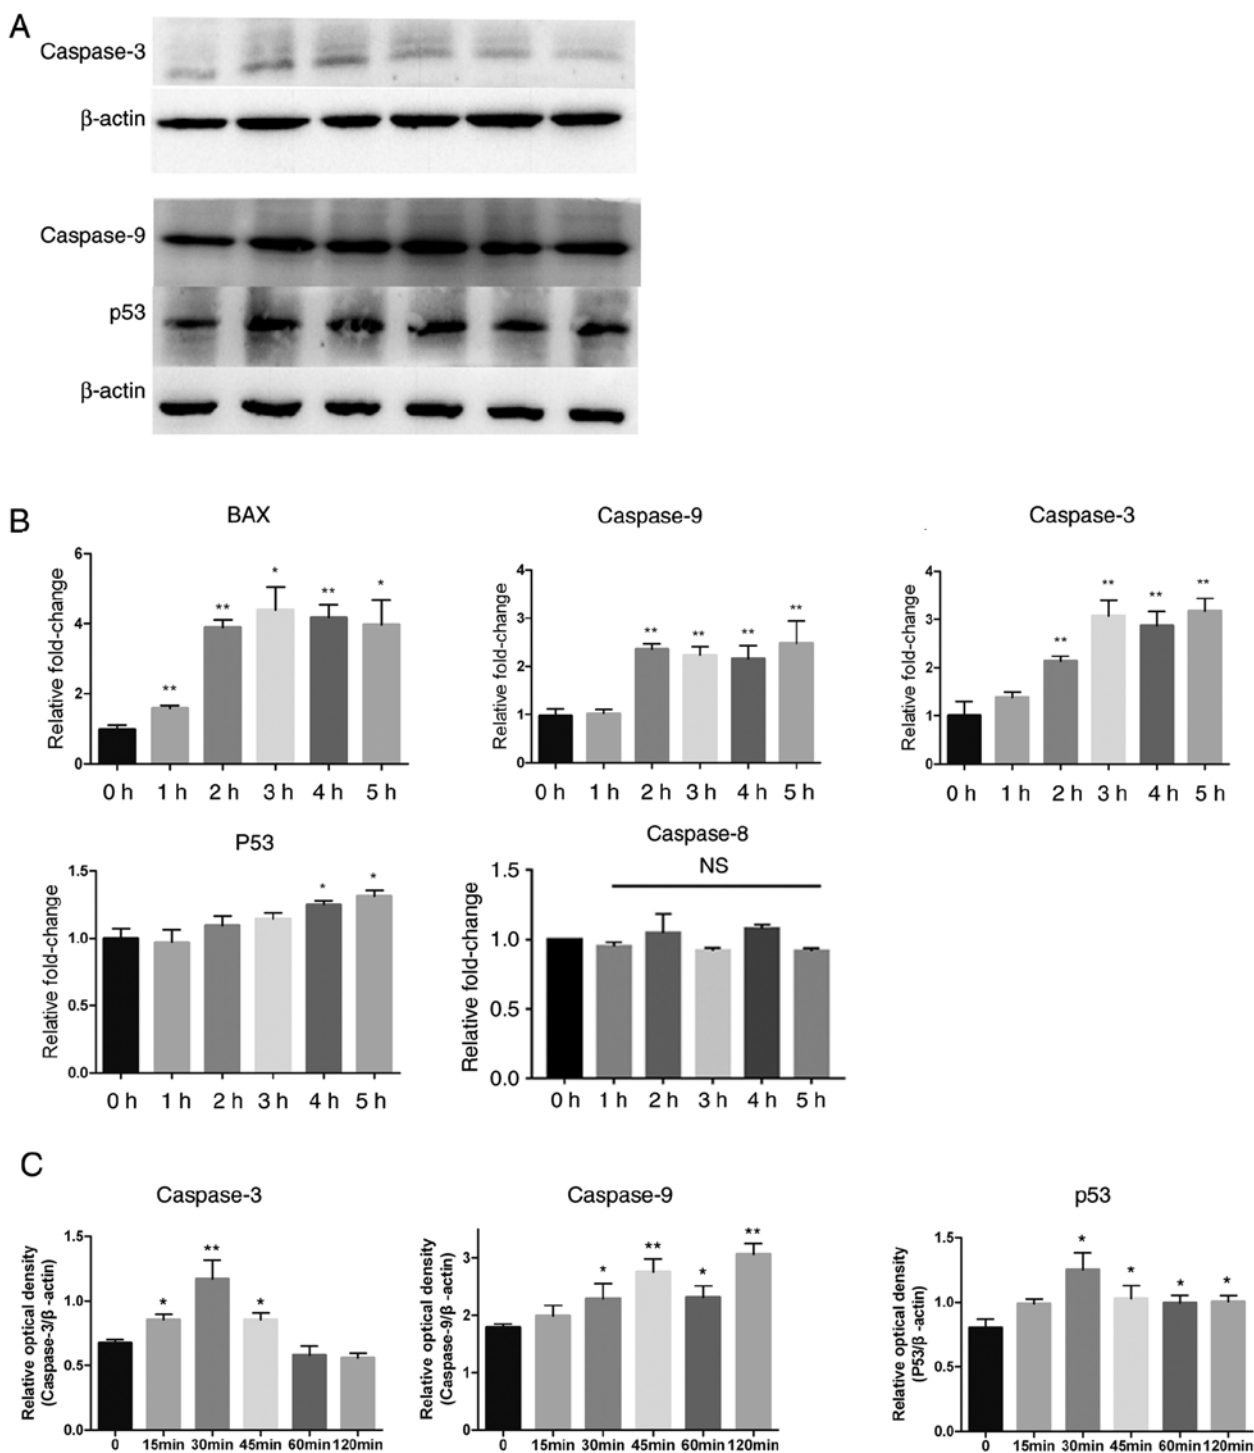 A
Caspase-3
β-actin
Caspase-9
p53
β-actin
B
BAX
Relative fold-change
6
4
2
0
** ** * ** *
0 h 1 h 2 h 3 h 4 h 5 h
Caspase-9
Relative fold-change
4
3
2
1
0
** ** ** **
0 h 1 h 2 h 3 h 4 h 5 h
Caspase-3
Relative fold-change
4
3
2
1
0
** ** ** **
0 h 1 h 2 h 3 h 4 h 5 h
P53
Relative fold-change
1.5
1.0
0.5
0.0
* *
0 h 1 h 2 h 3 h 4 h 5 h
Caspase-8
NS
Relative fold-change
1.5
1.0
0.5
0.0
0 h 1 h 2 h 3 h 4 h 5 h
C
Caspase-3
Relative optical density
(Caspase-3/β -actin)
1.5
1.0
0.5
0.0
* ** *
0 15min 30min 45min 60min 120min
Caspase-9
Relative optical density
(Caspase-9/β -actin)
3
2
1
0
* ** * **
0 15min 30min 45min 60min 120min
p53
Relative optical density
(P53/β -actin)
1.5
1.0
0.5
0.0
* * * *
0 15min 30min 45min 60min 120min